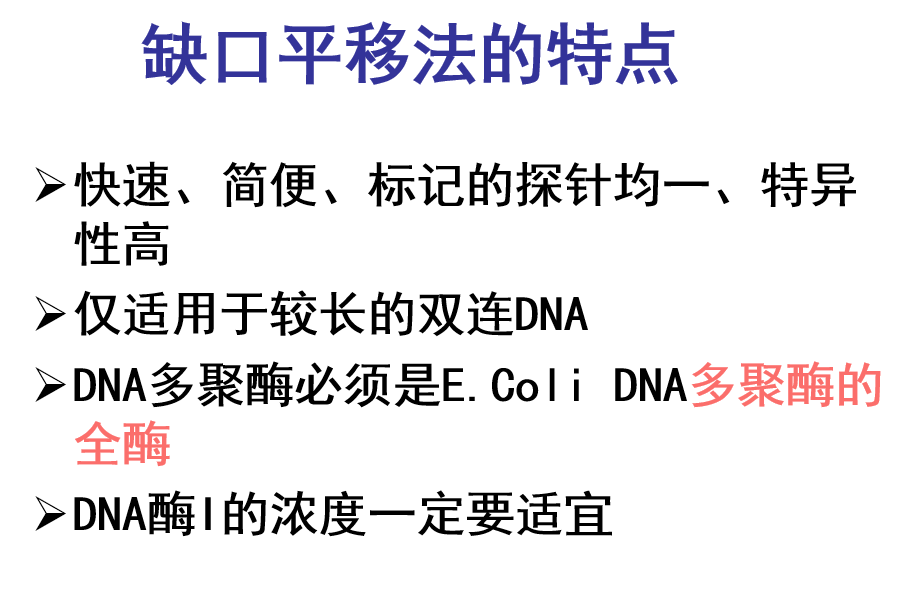 缺口平移法的特点
➢快速、简便、标记的探针均一、特异
性高
➢仅适用于较长的双连DNA
➢DNA多聚酶必须是E.Coli DNA多聚酶的
全酶
➢DNA酶I的浓度一定要适宜